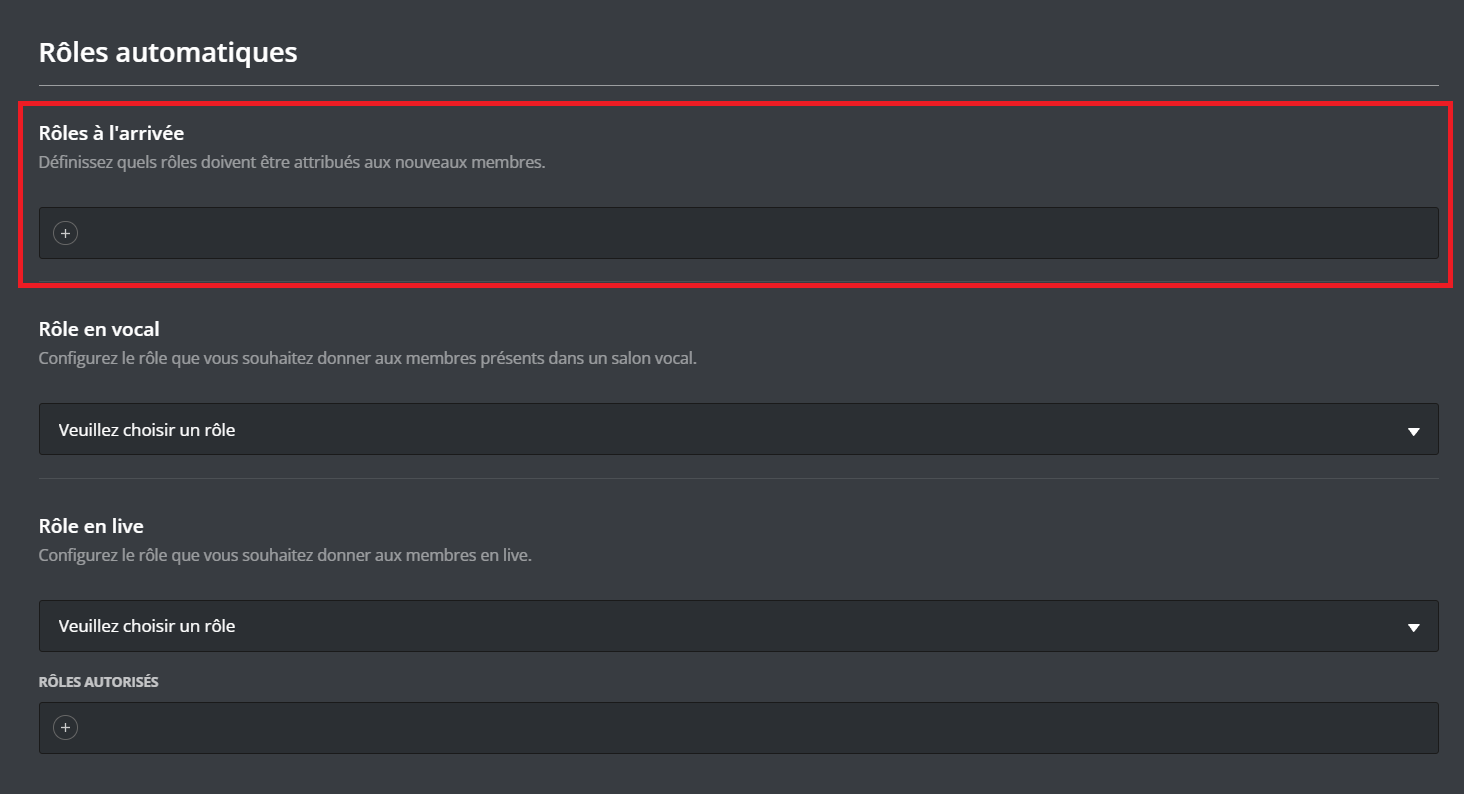 Rôles automatiques
Rôles à l'arrivée
Définissez quels rôles doivent être attribués aux nouveaux membres.
Rôle en vocal
Configurez le rôle que vous souhaitez donner aux membres présents dans un salon vocal.
Veuillez choisir un rôle
Rôle en live
Configurez le rôle que vous souhaitez donner aux membres en live.
Veuillez choisir un rôle
RÔLES AUTORISÉS